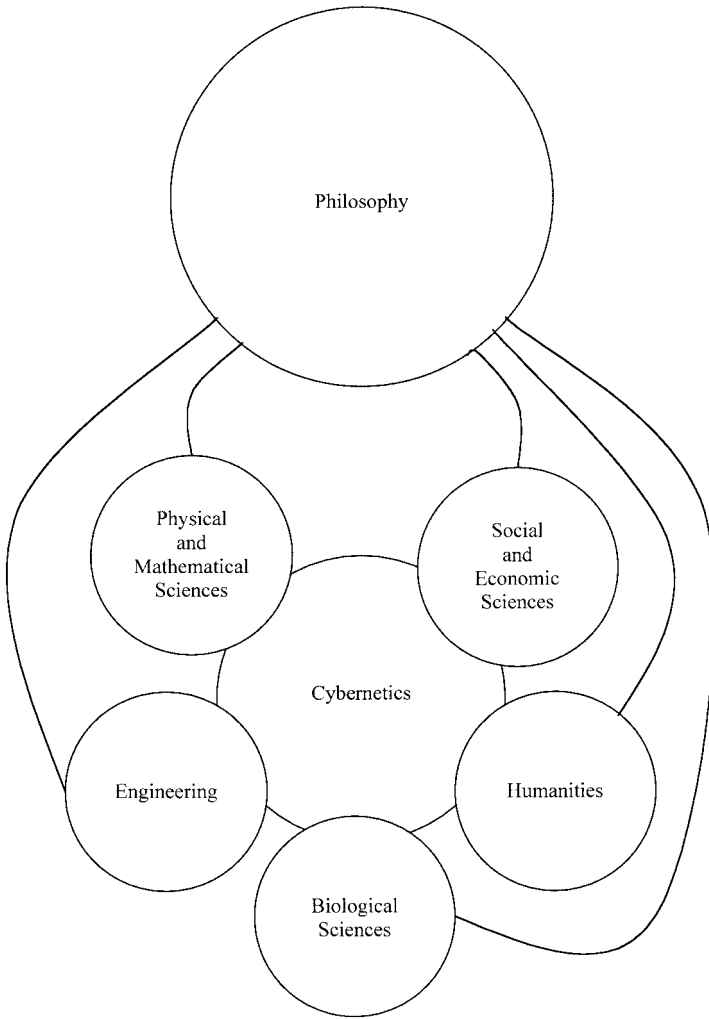 Philosophy
Physical
and
Mathematical
Sciences
Social
and
Economic
Sciences
Cybernetics
Engineering
Humanities
Biological
Sciences